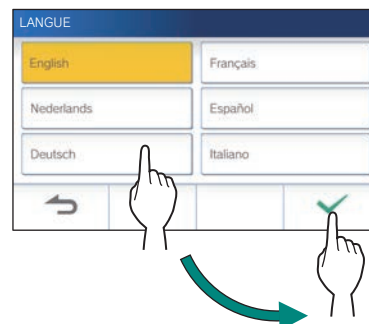 LANGUE
English
Français
Nederlands
Español
Deutsch
Italiano